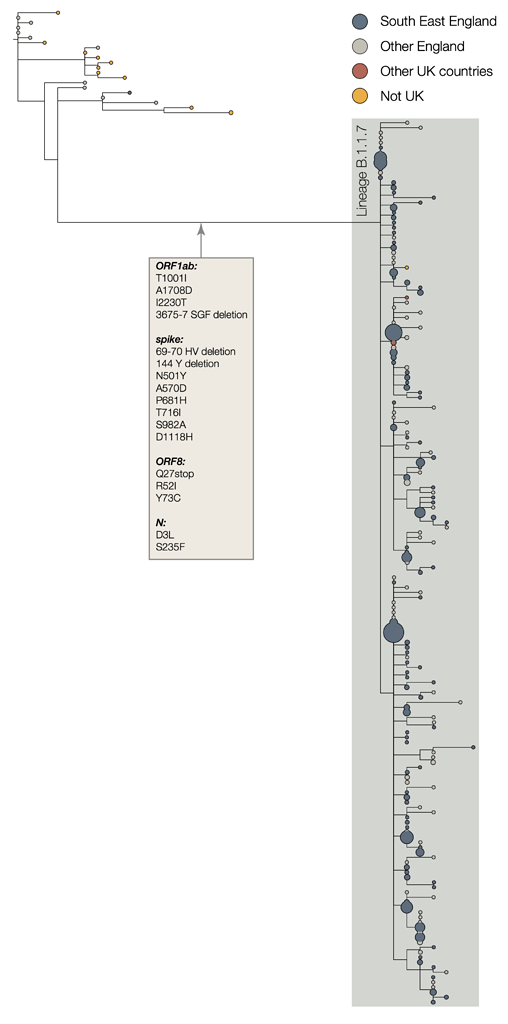 South East England
Other England
Other UK countries
Not UK
Lineage B.1.1.7
ORF1ab:
T1001I
A1708D
I2230T
3675-7 SGF deletion
spike:
69-70 HV deletion
144 Y deletion
N501Y
A570D
P681H
T716I
S982A
D1118H
ORF8:
Q27stop
R52I
Y73C
N:
D3L
S235F